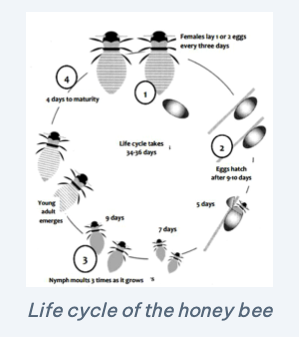 Females lay 1 or 2 eggs
every three days
4
4 days to maturity
1
2
Life cycle takes
34-36 days
Eggs hatch
after 9-10 days
5 days
Young
adult
emerges
9 days
7 days
3
Nymph moults 3 times as it grows
Life cycle of the honey bee